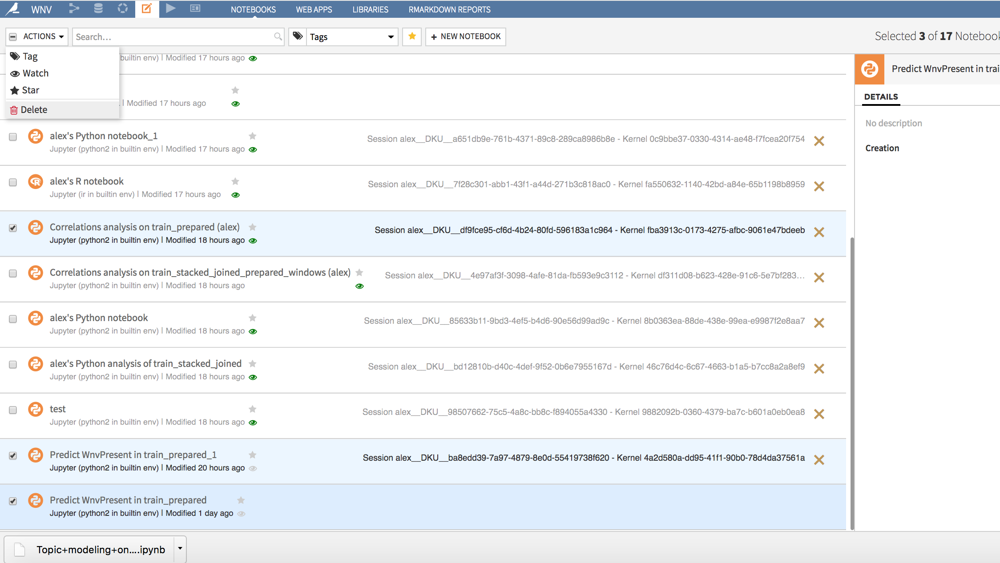 WNV
NOTEBOOKS
WEB APPS
LIBRARIES
RMARKDOWN REPORTS
ACTIONS
Search...
Tags
+ NEW NOTEBOOK
Selected 3 of 17 Notebook
Tag
Watch
Star
Delete
builtin env) | Modified 17 hours ago
| Modified 17 hours ago
alex's Python notebook_1
Jupyter (python2 in builtin env) | Modified 17 hours ago
Session alex__DKU__a651db9e-761b-4371-89c8-289ca8986b8e - Kernel 0c9bbe37-0330-4314-ae48-f7fcea20f754
alex's R notebook
Jupyter (ir in builtin env) | Modified 17 hours ago
Session alex__DKU__7f28c301-abb1-43f1-a44d-271b3c818ac0 - Kernel fa550632-1140-42bd-a84e-65b1198b8959
Correlations analysis on train_prepared (alex)
Jupyter (python2 in builtin env) | Modified 18 hours ago
Session alex__DKU__df9fce95-cf6d-4b24-80fd-596183a1c964 - Kernel fba3913c-0173-4275-afbc-9061e47bdeeb
Correlations analysis on train_stacked_joined_prepared_windows (alex)
Jupyter (python2 in builtin env) | Modified 18 hours ago
Session alex__DKU__4e97af3f-3098-4afe-81da-fb593e9c3112 - Kernel df311d08-b623-428e-91c6-5e7bf283...
alex's Python notebook
Jupyter (python2 in builtin env) | Modified 18 hours ago
Session alex__DKU__85633b11-9bd3-4ef5-b4d6-90e56d99ad9c - Kernel 8b0363ea-88de-438e-99ea-e9987f2e8aa7
alex's Python analysis of train_stacked_joined
Jupyter (python2 in builtin env) | Modified 18 hours ago
Session alex__DKU__bd12810b-d40c-4def-9f52-0b6e7955167d - Kernel 46c76d4c-6c67-4663-b1a5-b7cc8a2a8ef9
test
Jupyter (python2 in builtin env) | Modified 18 hours ago
Session alex__DKU__98507662-75c5-4a8c-bb8c-f894055a4330 - Kernel 9882092b-0360-4379-ba7c-b601a0eb0ea8
Predict WnvPresent in train_prepared_1
Jupyter (python2 in builtin env) | Modified 20 hours ago
Session alex__DKU__ba8edd39-7a97-4879-8e0d-55419738f620 - Kernel 4a2d580a-dd95-41f1-90b0-78d4da37561a
Predict WnvPresent in train_prepared
Jupyter (python2 in builtin env) | Modified 1 day ago
Predict WnvPresent in trai
DETAILS
No description
Creation
Topic+modeling+on....ipynb